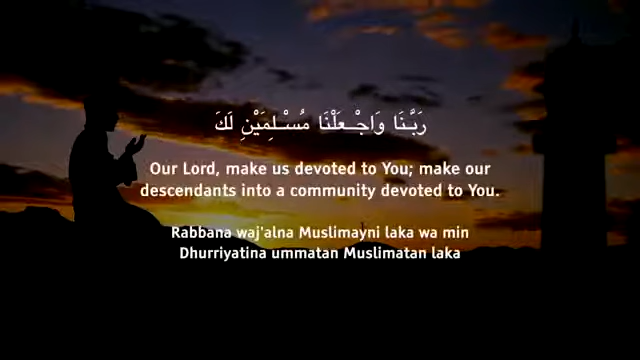 رَبَّنَا وَاجْعَلْنَا مُسْلِمَيْنِ لَكَ
Our Lord, make us devoted to You; make our
descendants into a community devoted to You.
Rabbana waj'alna Muslimayni laka wa min
Dhurriyatina ummatan Muslimatan laka